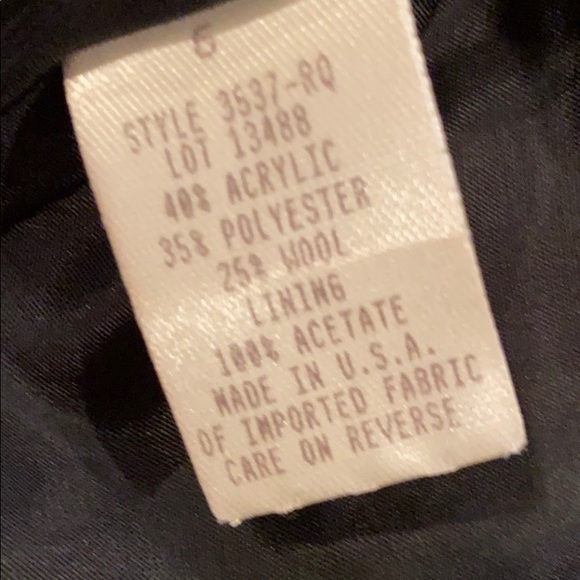 6
STYLE 3537-RQ
LOT 13488
40% ACRYLIC
35% POLYESTER
25% WOOL
LINING
100% ACETATE
MADE IN U.S.A.
OF IMPORTED FABRIC
CARE ON REVERSE